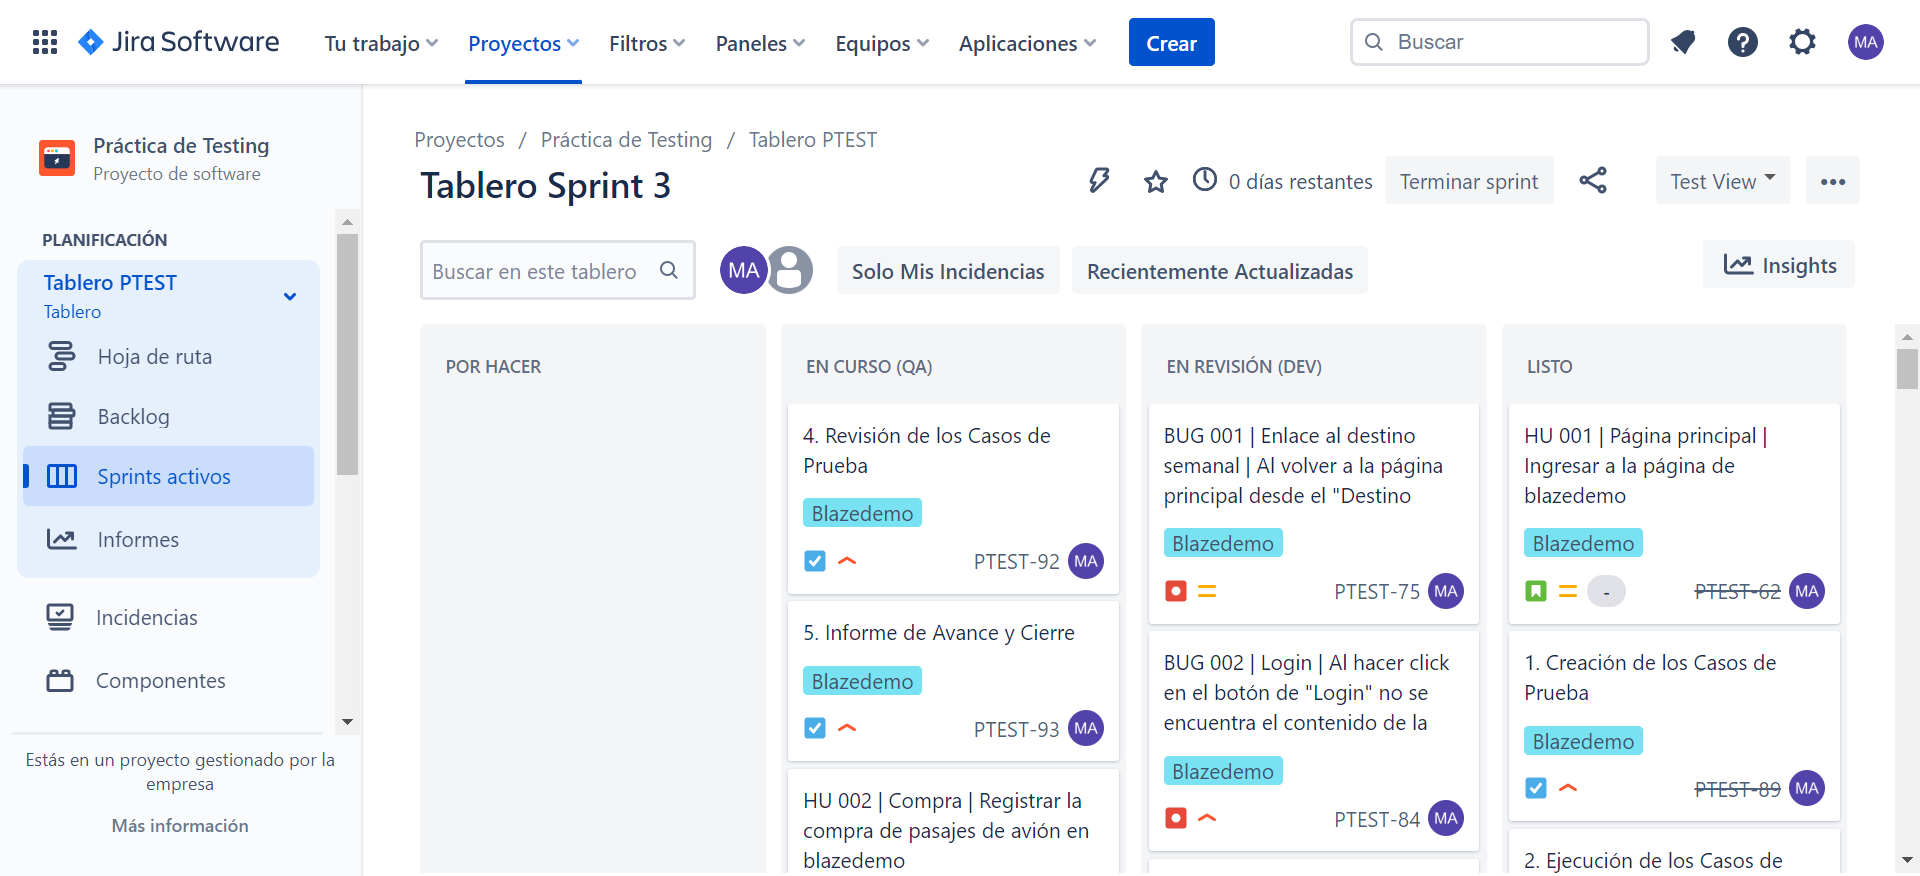 Jira Software
Tu trabajo
Proyectos
Filtros
Paneles
Equipos
Aplicaciones
Crear
Buscar
MA
Práctica de Testing
Proyecto de software
PLANIFICACIÓN
Tablero PTEST
Tablero
Hoja de ruta
Backlog
Sprints activos
Informes
Incidencias
Componentes
Estás en un proyecto gestionado por la
empresa
Más información
Proyectos / Práctica de Testing / Tablero PTEST
Tablero Sprint 3
0 días restantes
Terminar sprint
Test View
Buscar en este tablero
MA
Solo Mis Incidencias
Recientemente Actualizadas
Insights
POR HACER
EN CURSO (QA)
4. Revisión de los Casos de
Prueba
Blazedemo
PTEST-92 MA
5. Informe de Avance y Cierre
Blazedemo
PTEST-93 MA
HU 002 | Compra | Registrar la
compra de pasajes de avión en
blazedemo
EN REVISIÓN (DEV)
BUG 001 | Enlace al destino
semanal | Al volver a la página
principal desde el "Destino
Blazedemo
PTEST-75 MA
BUG 002 | Login | Al hacer click
en el botón de "Login" no se
encuentra el contenido de la
Blazedemo
PTEST-84 MA
LISTO
HU 001 | Página principal |
Ingresar a la página de
blazedemo
Blazedemo
- PTEST-62 MA
1. Creación de los Casos de
Prueba
Blazedemo
PTEST-89 MA
2. Ejecución de los Casos de